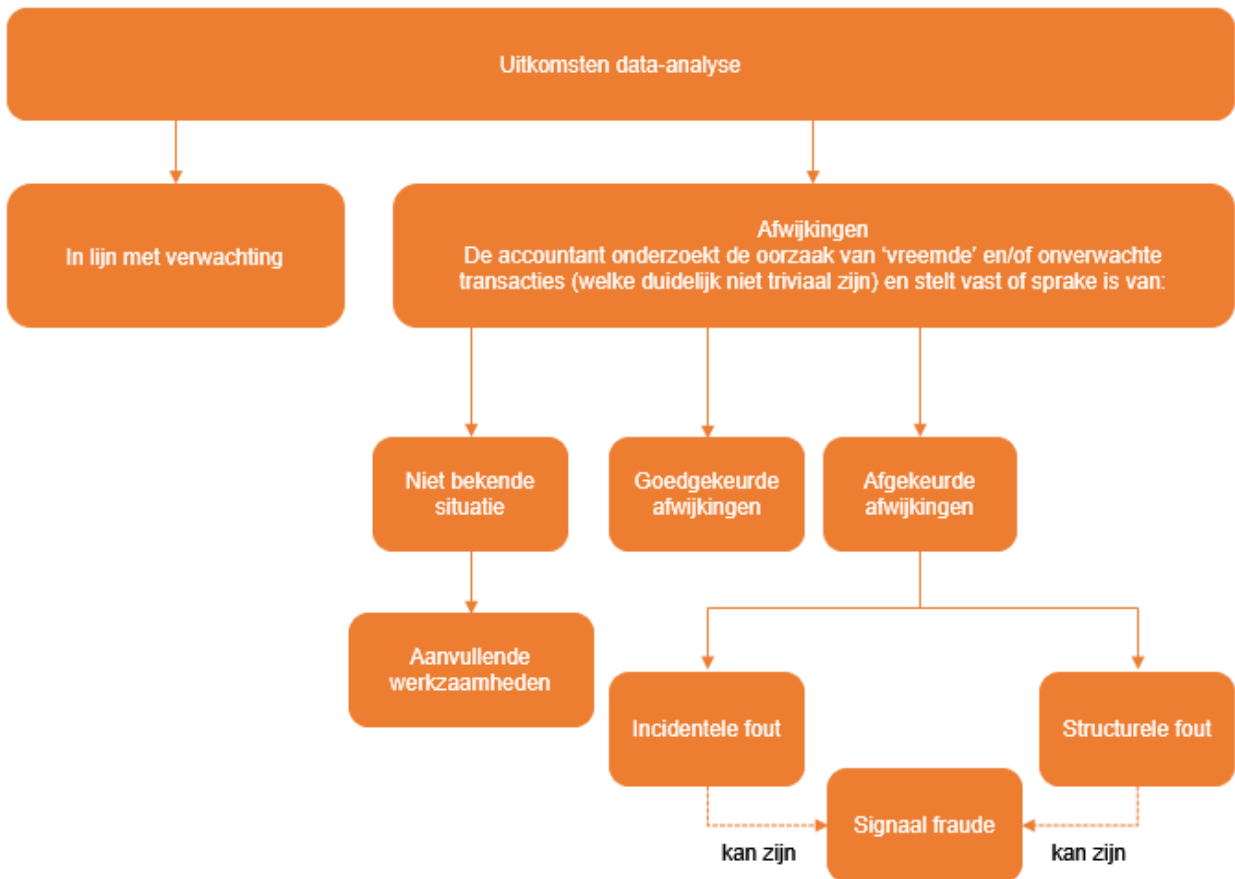 Uitkomsten data-analyse
In lijn met verwachting
Afwijkingen
De accountant onderzoekt de oorzaak van ‘vreemde’ en/of onverwachte
transacties (welke duidelijk niet triviaal zijn) en stelt vast of sprake is van:
Niet bekende
situatie
Goedgekeurde
afwijkingen
Afgekeurde
afwijkingen
Aanvullende
werkzaamheden
Incidentele fout
Structurele fout
Signaal fraude
kan zijn
kan zijn